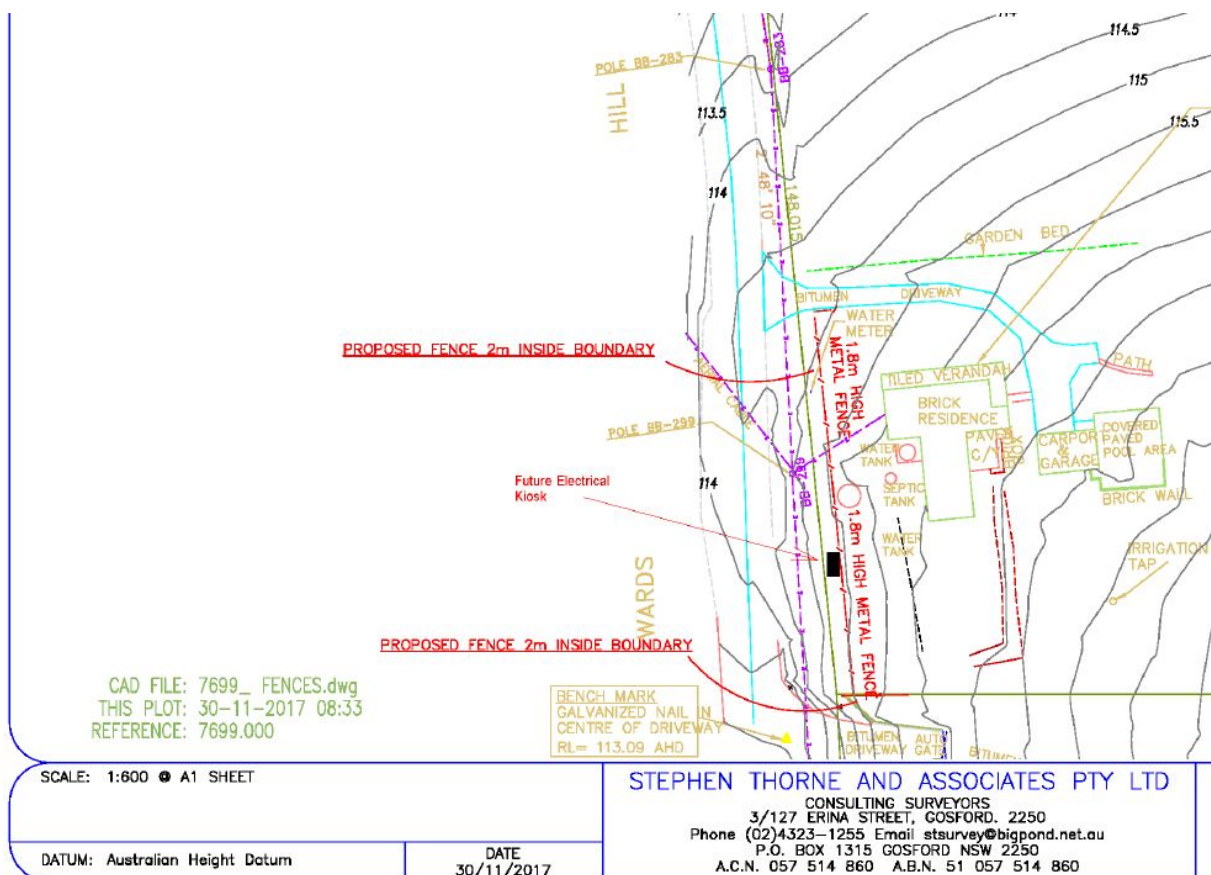 114
114.5
115
115.5
BB-283
POLE BB-283
HILL
113.5
2° 48' 10"
148.015
114
GARDEN BED
BITUMEN DRIVEWAY
WATER
METER
PROPOSED FENCE 2m INSIDE BOUNDARY
1.8m HIGH
METAL FENCE
PATH
TILED VERANDAH
BRICK
RESIDENCE
AERIAL CABLE
POLE BB-299
BB-299
WATER
TANK
PAVED
C/Y
CARPORT
&
GARAGE
COVERED
PAVED
POOL AREA
BRICK WALL
SEPTIC
TANK
114
Future Electrical
Kiosk
1.8m HIGH METAL FENCE
WATER
TANK
IRRIGATION
TAP
WARDS
PROPOSED FENCE 2m INSIDE BOUNDARY
CAD FILE: 7699_ FENCES.dwg
THIS PLOT: 30-11-2017 08:33
REFERENCE: 7699.000
BENCH MARK
GALVANIZED NAIL IN
CENTRE OF DRIVEWAY
RL= 113.09 AHD
BITUMEN
DRIVEWAY
AUTO
GATE
BITUMEN
SCALE: 1:600 @ A1 SHEET
DATUM: Australian Height Datum
DATE
30/11/2017
STEPHEN THORNE AND ASSOCIATES PTY LTD
CONSULTING SURVEYORS
3/127 ERINA STREET, GOSFORD. 2250
Phone (02)4323-1255 Email stsurvey@bigpond.net.au
P.O. BOX 1315 GOSFORD NSW 2250
A.C.N. 057 514 860 A.B.N. 51 057 514 860